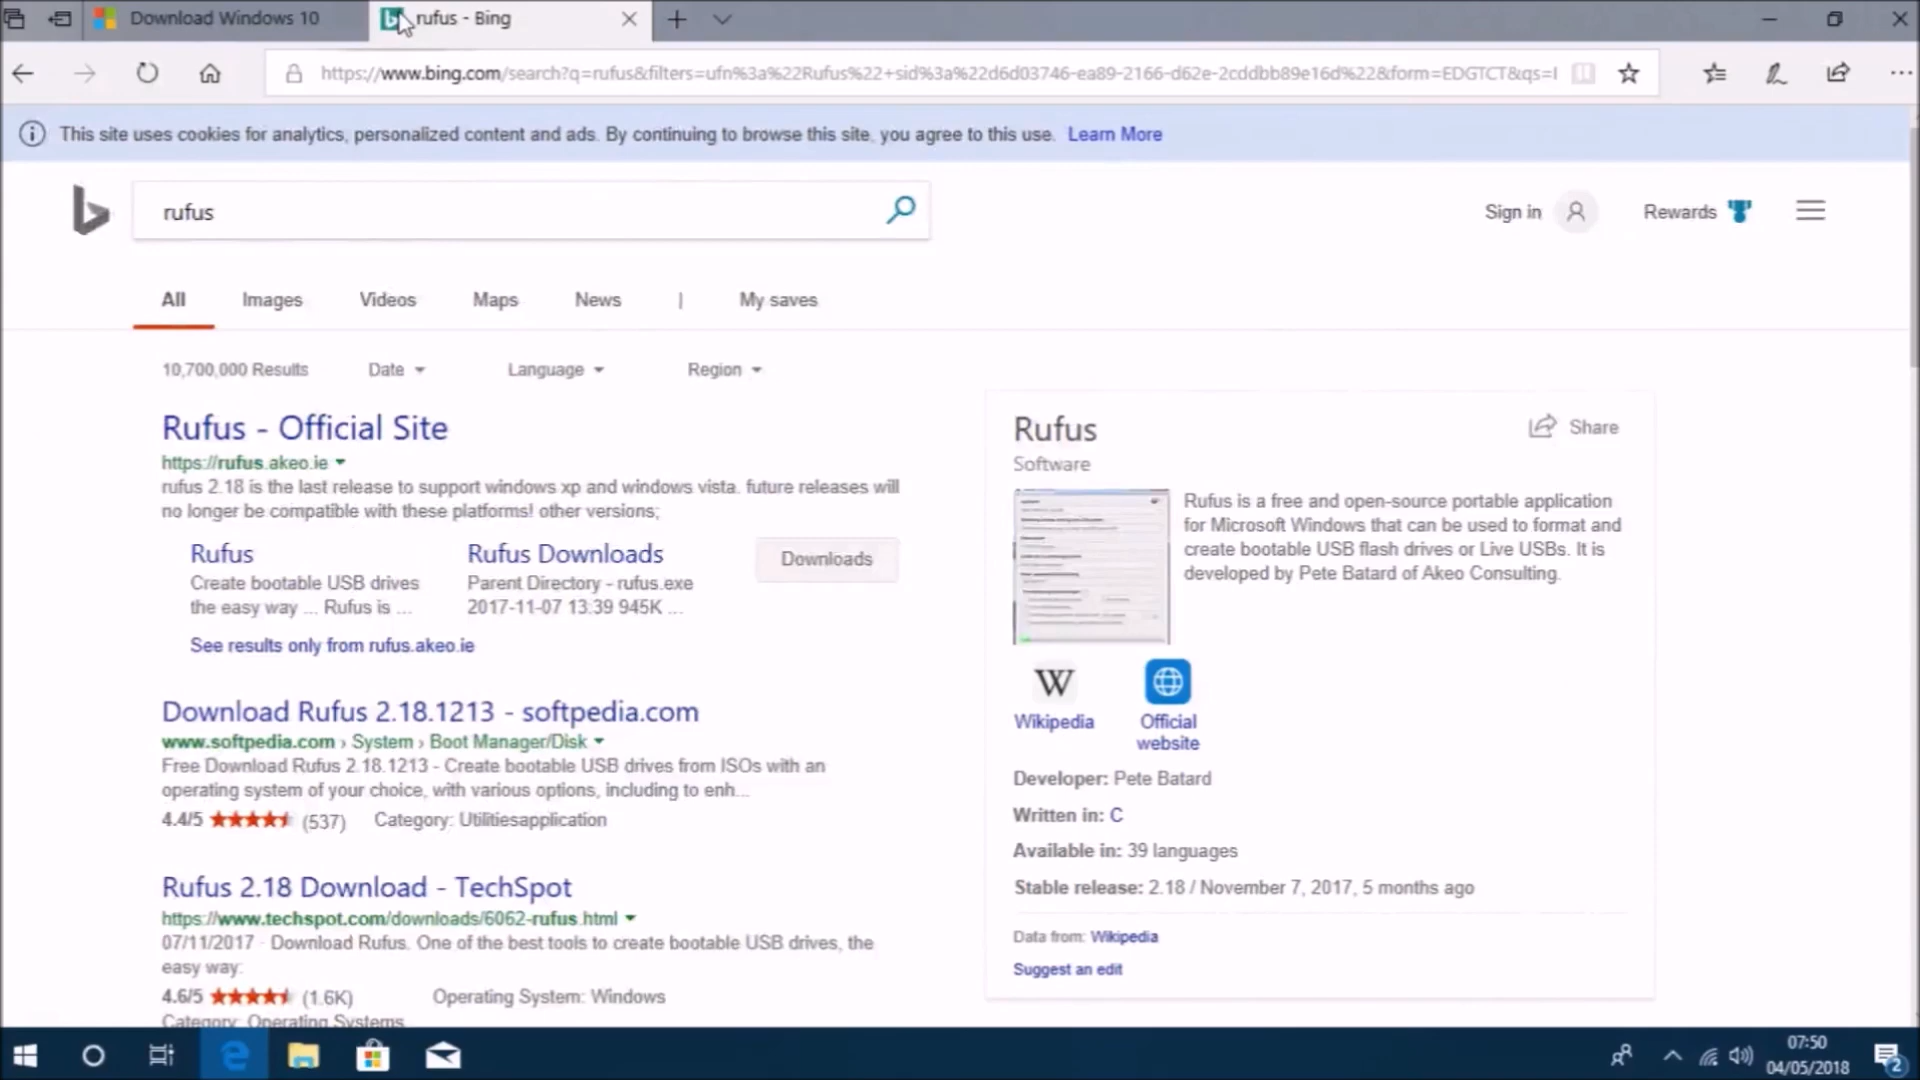 Download Windows 10
rufus - Bing
https://www.bing.com/search?q=rufus&filters=ufn%3a%22Rufus%22+sid%3a%22d6d03746-ea89-2166-d62e-2cddbb89e16d%22&form=EDGTCT&qs=
This site uses cookies for analytics, personalized content and ads. By continuing to browse this site, you agree to this use. Learn More
rufus
Sign in
Rewards
All Images Videos Maps News | My saves
10,700,000 Results Date Language Region
Rufus - Official Site
https://rufus.akeo.ie
rufus 2.18 is the last release to support windows xp and windows vista. future releases will
no longer be compatible with these platforms! other versions;
Rufus
Create bootable USB drives
the easy way ... Rufus is ...
Rufus Downloads
Parent Directory - rufus.exe
2017-11-07 13:39 945K ...
Downloads
See results only from rufus.akeo.ie
Download Rufus 2.18.1213 - softpedia.com
www.softpedia.com › System › Boot Manager/Disk
Free Download Rufus 2.18.1213 - Create bootable USB drives from ISOs with an
operating system of your choice, with various options, including to enh...
4.4/5 (537) Category: Utilitiesapplication
Rufus 2.18 Download - TechSpot
https://www.techspot.com/downloads/6062-rufus.html
07/11/2017 · Download Rufus. One of the best tools to create bootable USB drives, the
easy way:
4.6/5 (1.6K) Operating System: Windows
Category: Operating Systems
Rufus
Share
Software
Rufus is a free and open-source portable application
for Microsoft Windows that can be used to format and
create bootable USB flash drives or Live USBs. It is
developed by Pete Batard of Akeo Consulting.
W
Wikipedia
Official
website
Developer: Pete Batard
Written in: C
Available in: 39 languages
Stable release: 2.18 / November 7, 2017, 5 months ago
Data from: Wikipedia
Suggest an edit
07:50
04/05/2018
2